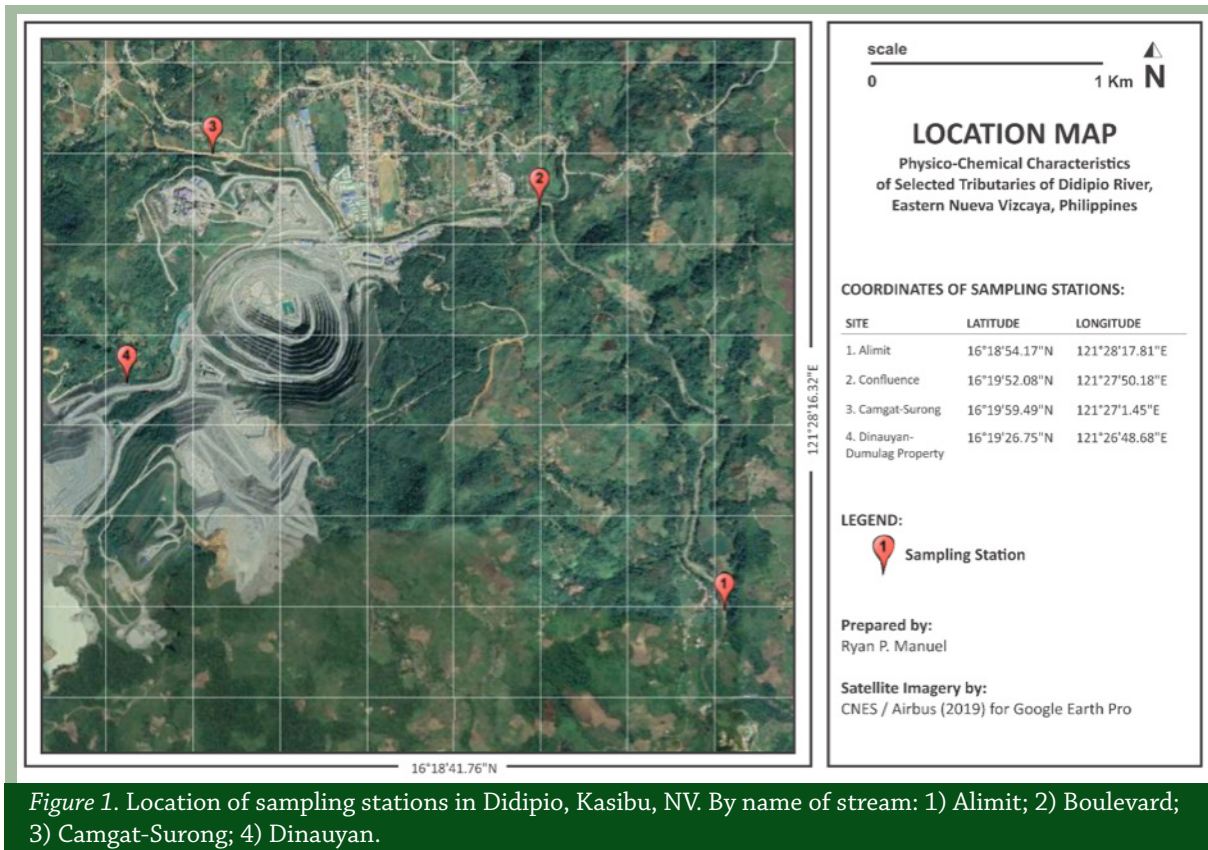 3
2
4
1
121°28'16.32"E
16°18'41.76"N
scale
0 1 Km N
LOCATION MAP
Physico-Chemical Characteristics
of Selected Tributaries of Didipio River,
Eastern Nueva Vizcaya, Philippines
COORDINATES OF SAMPLING STATIONS:
SITE LATITUDE LONGITUDE
1. Alimit 16°18'54.17"N 121°28'17.81"E
2. Confluence 16°19'52.08"N 121°27'50.18"E
3. Camgat-Surong 16°19'59.49"N 121°27'1.45"E
4. Dinauyan- 16°19'26.75"N 121°26'48.68"E
Dumulag Property
LEGEND:
1 Sampling Station
Prepared by:
Ryan P. Manuel
Satellite Imagery by:
CNES / Airbus (2019) for Google Earth Pro
Figure 1. Location of sampling stations in Didipio, Kasibu, NV. By name of stream: 1) Alimit; 2) Boulevard;
3) Camgat-Surong; 4) Dinauyan.